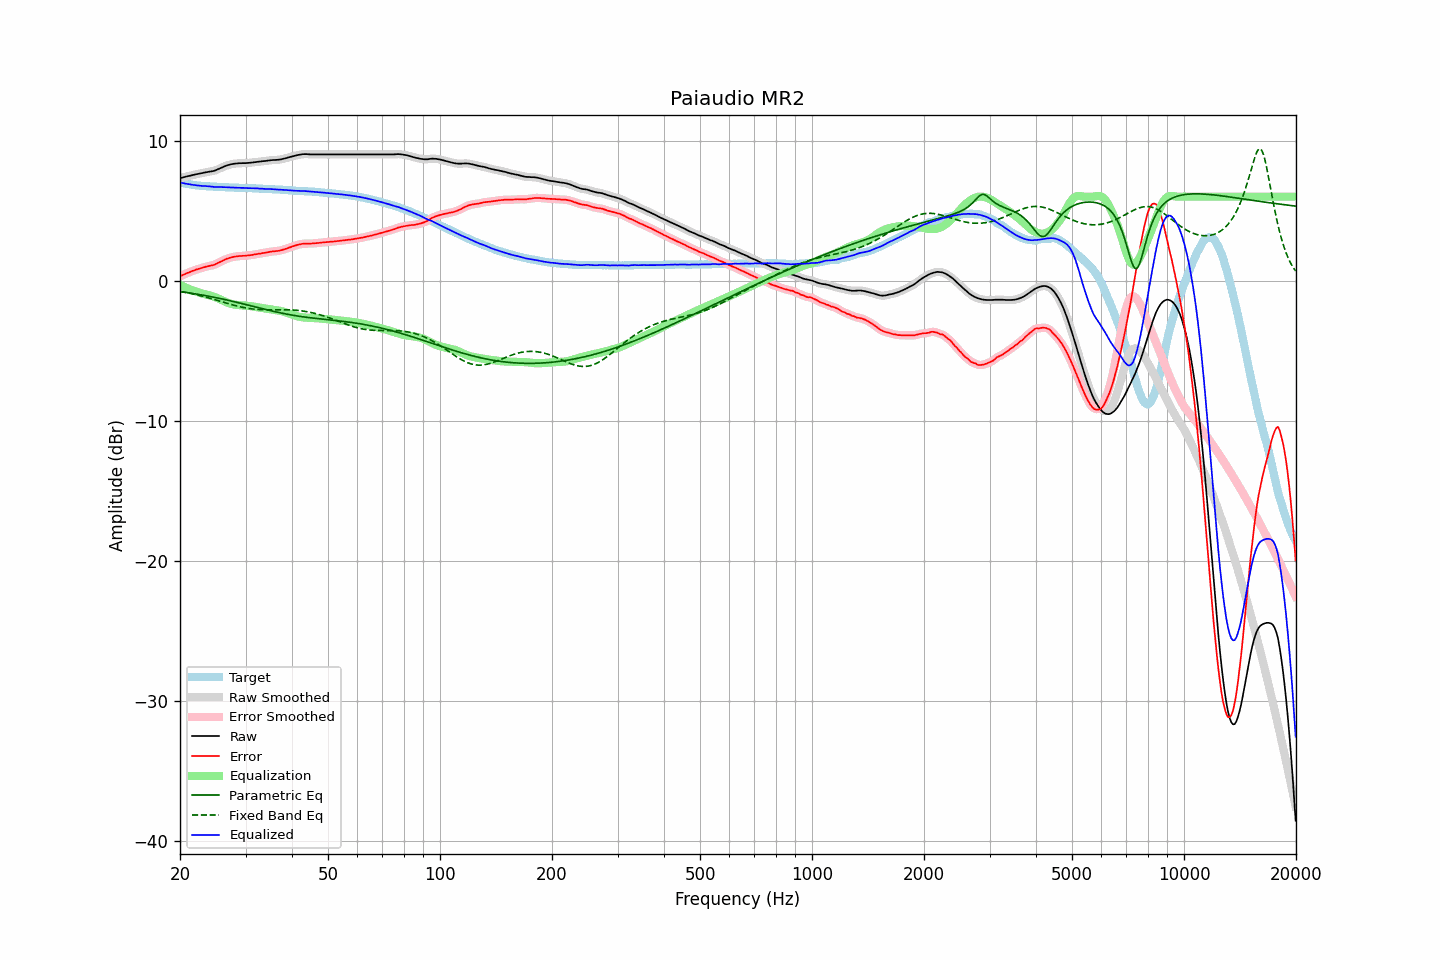 Paiaudio MR2
Amplitude (dBr)
10
0
−10
−20
−30
−40
Target
Raw Smoothed
Error Smoothed
Raw
Error
Equalization
Parametric Eq
Fixed Band Eq
Equalized
20 50 100 200 500 1000 2000 5000 10000 20000
Frequency (Hz)